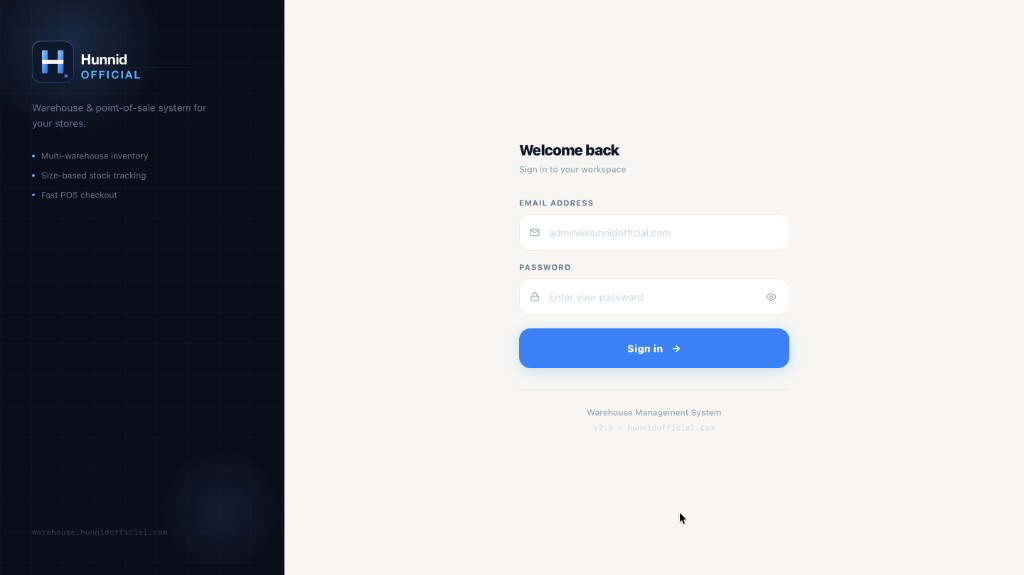 Hunnid
OFFICIAL
Warehouse & point-of-sale system for
your stores.
Multi-warehouse inventory
Size-based stock tracking
Fast POS checkout
warehouse.hunnidofficial.com
Welcome back
Sign in to your workspace
EMAIL ADDRESS
admin@hunnidofficial.com
PASSWORD
Enter your password
Sign in →
Warehouse Management System
v2.0 · hunnidofficial.com